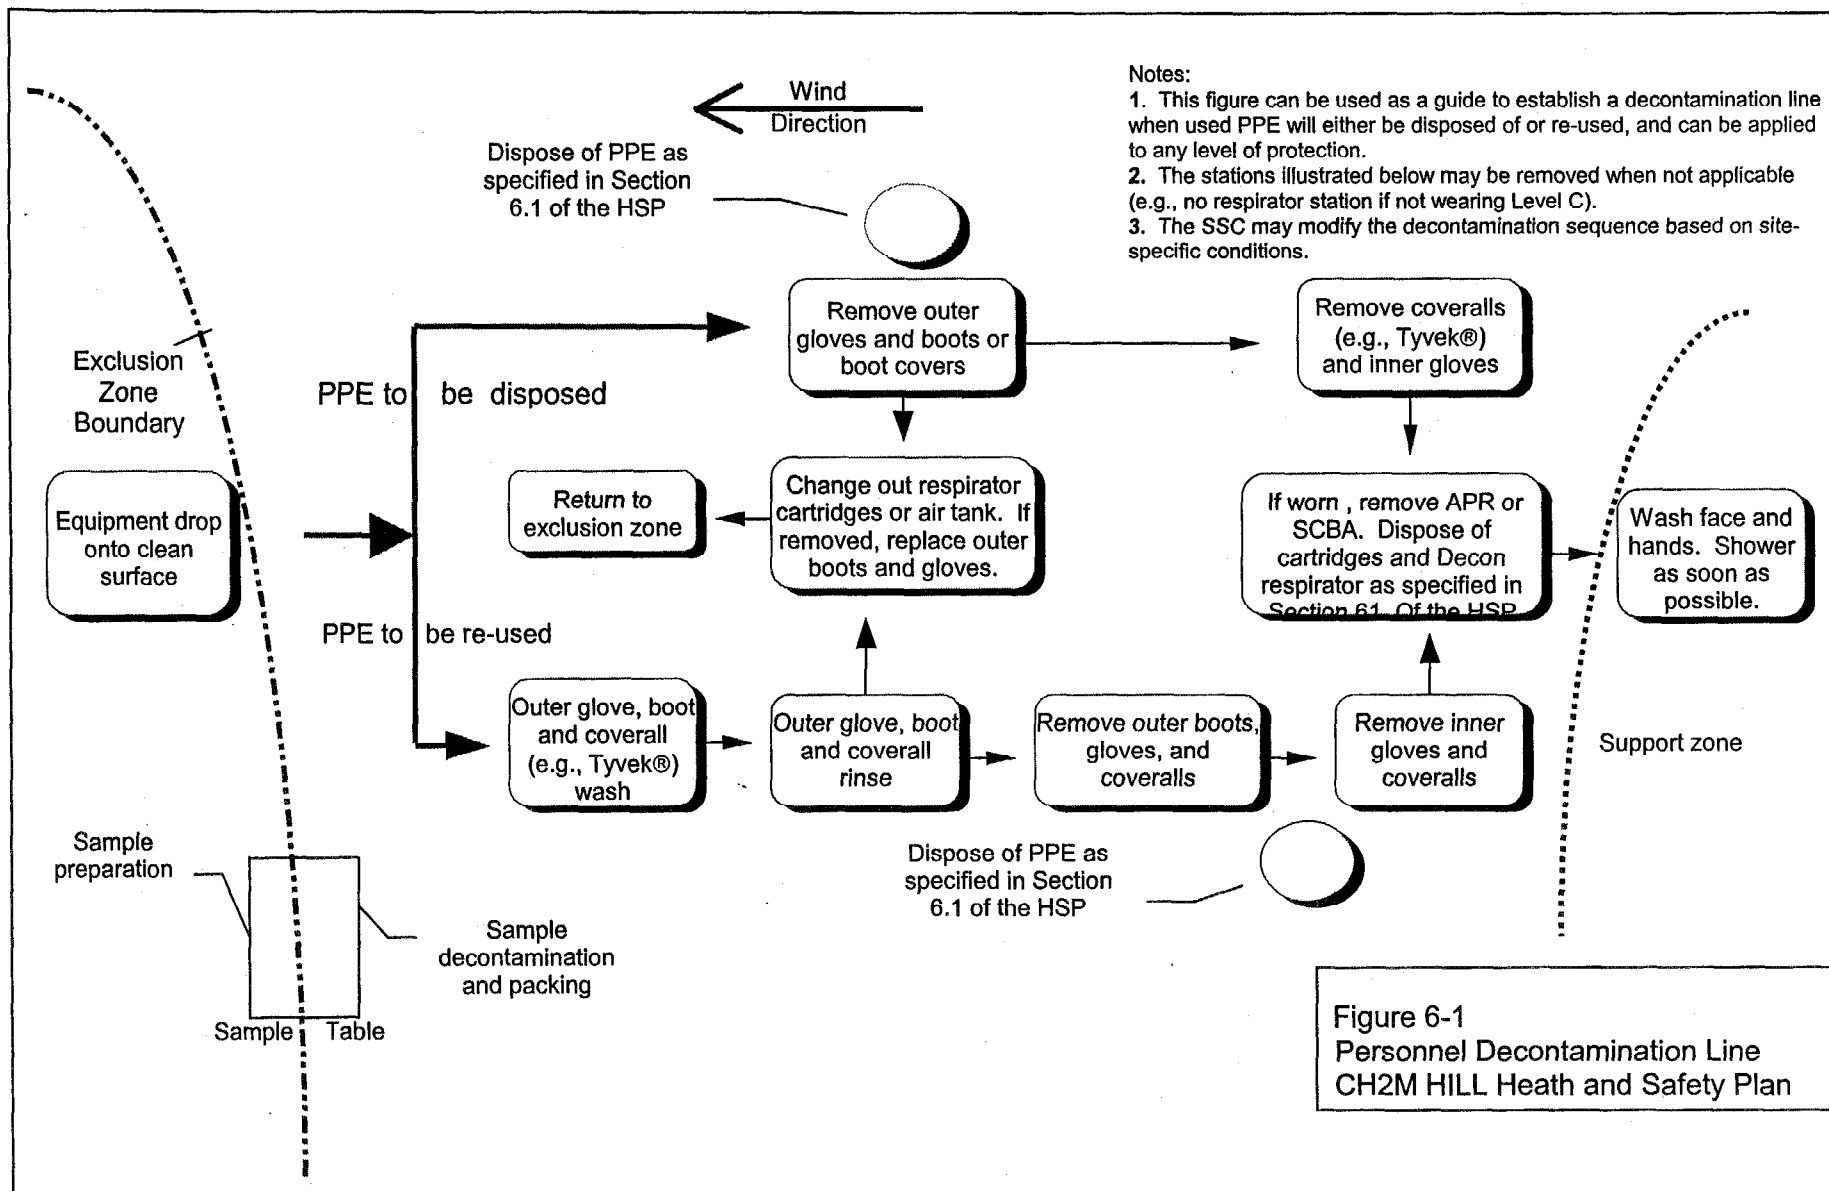 Notes:
1. This figure can be used as a guide to establish a decontamination line
when used PPE will either be disposed of or re-used, and can be applied
to any level of protection.
2. The stations illustrated below may be removed when not applicable
(e.g., no respirator station if not wearing Level C).
3. The SSC may modify the decontamination sequence based on site-
specific conditions.
Wind
Direction
Dispose of PPE as
specified in Section
6.1 of the HSP
Exclusion
Zone
Boundary
Equipment drop
onto clean
surface
PPE to be disposed
Remove outer
gloves and boots or
boot covers
Remove coveralls
(e.g., Tyvek®)
and inner gloves
Return to
exclusion zone
Change out respirator
cartridges or air tank. If
removed, replace outer
boots and gloves.
If worn , remove APR or
SCBA. Dispose of
cartridges and Decon
respirator as specified in
Section 61. Of the HSP
Wash face and
hands. Shower
as soon as
possible.
PPE to be re-used
Outer glove, boot
and coverall
(e.g., Tyvek®)
wash
Outer glove, boot
and coverall
rinse
Remove outer boots,
gloves, and
coveralls
Remove inner
gloves and
coveralls
Support zone
Dispose of PPE as
specified in Section
6.1 of the HSP
Sample
preparation
Sample
decontamination
and packing
Sample Table
Figure 6-1
Personnel Decontamination Line
CH2M HILL Heath and Safety Plan